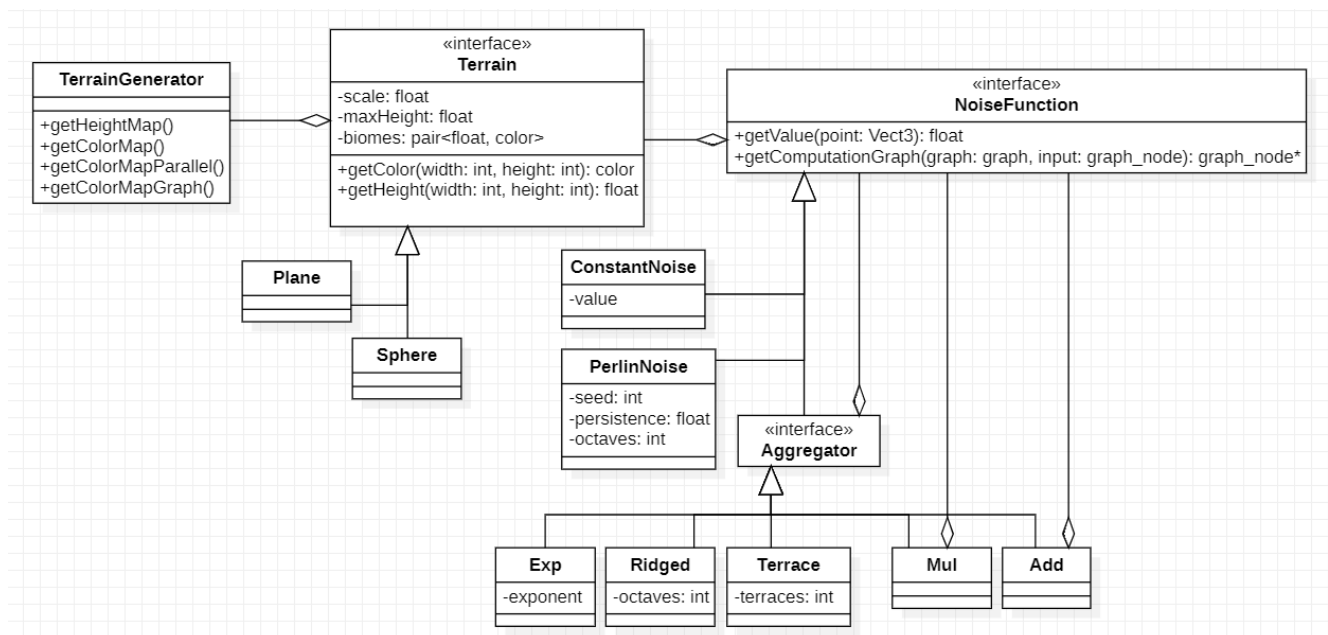 TerrainGenerator
+getHeightMap()
+getColorMap()
+getColorMapParallel()
+getColorMapGraph()
«interface»
Terrain
-scale: float
-maxHeight: float
-biomes: pair<float, color>
+getColor(width: int, height: int): color
+getHeight(width: int, height: int): float
«interface»
NoiseFunction
+getValue(point: Vect3): float
+getComputationGraph(graph: graph, input: graph_node): graph_node*
Plane
Sphere
ConstantNoise
-value
PerlinNoise
-seed: int
-persistence: float
-octaves: int
«interface»
Aggregator
Exp
-exponent
Ridged
-octaves: int
Terrace
-terraces: int
Mul
Add